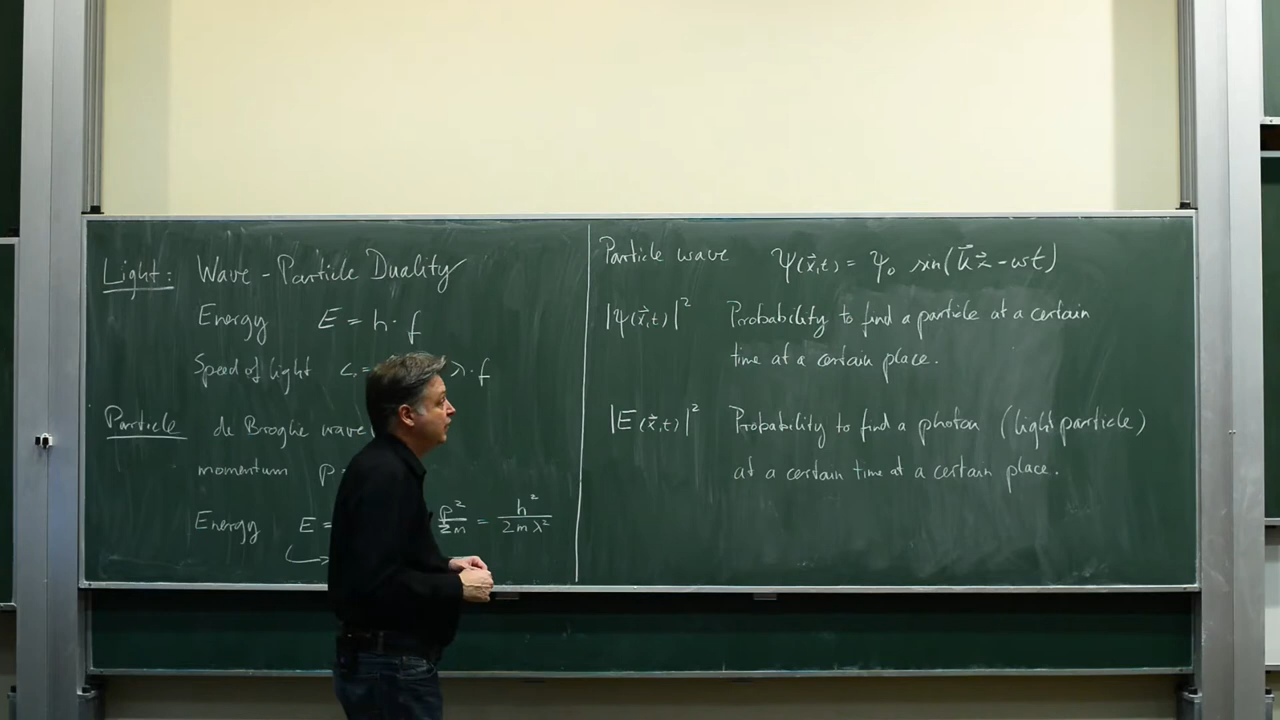 Light: Wave - Particle Duality
Energy E = h · f
Speed of light c = λ · f
Particle de Broglie wave
momentum p
Energy E = p²/2m = h²/2mλ²
Particle wave ψ(x⃗,t) = ψ₀ sin(k⃗x⃗ - ωt)
|ψ(x⃗,t)|² Probability to find a particle at a certain
time at a certain place.
|E(x⃗,t)|² Probability to find a photon (light particle)
at a certain time at a certain place.